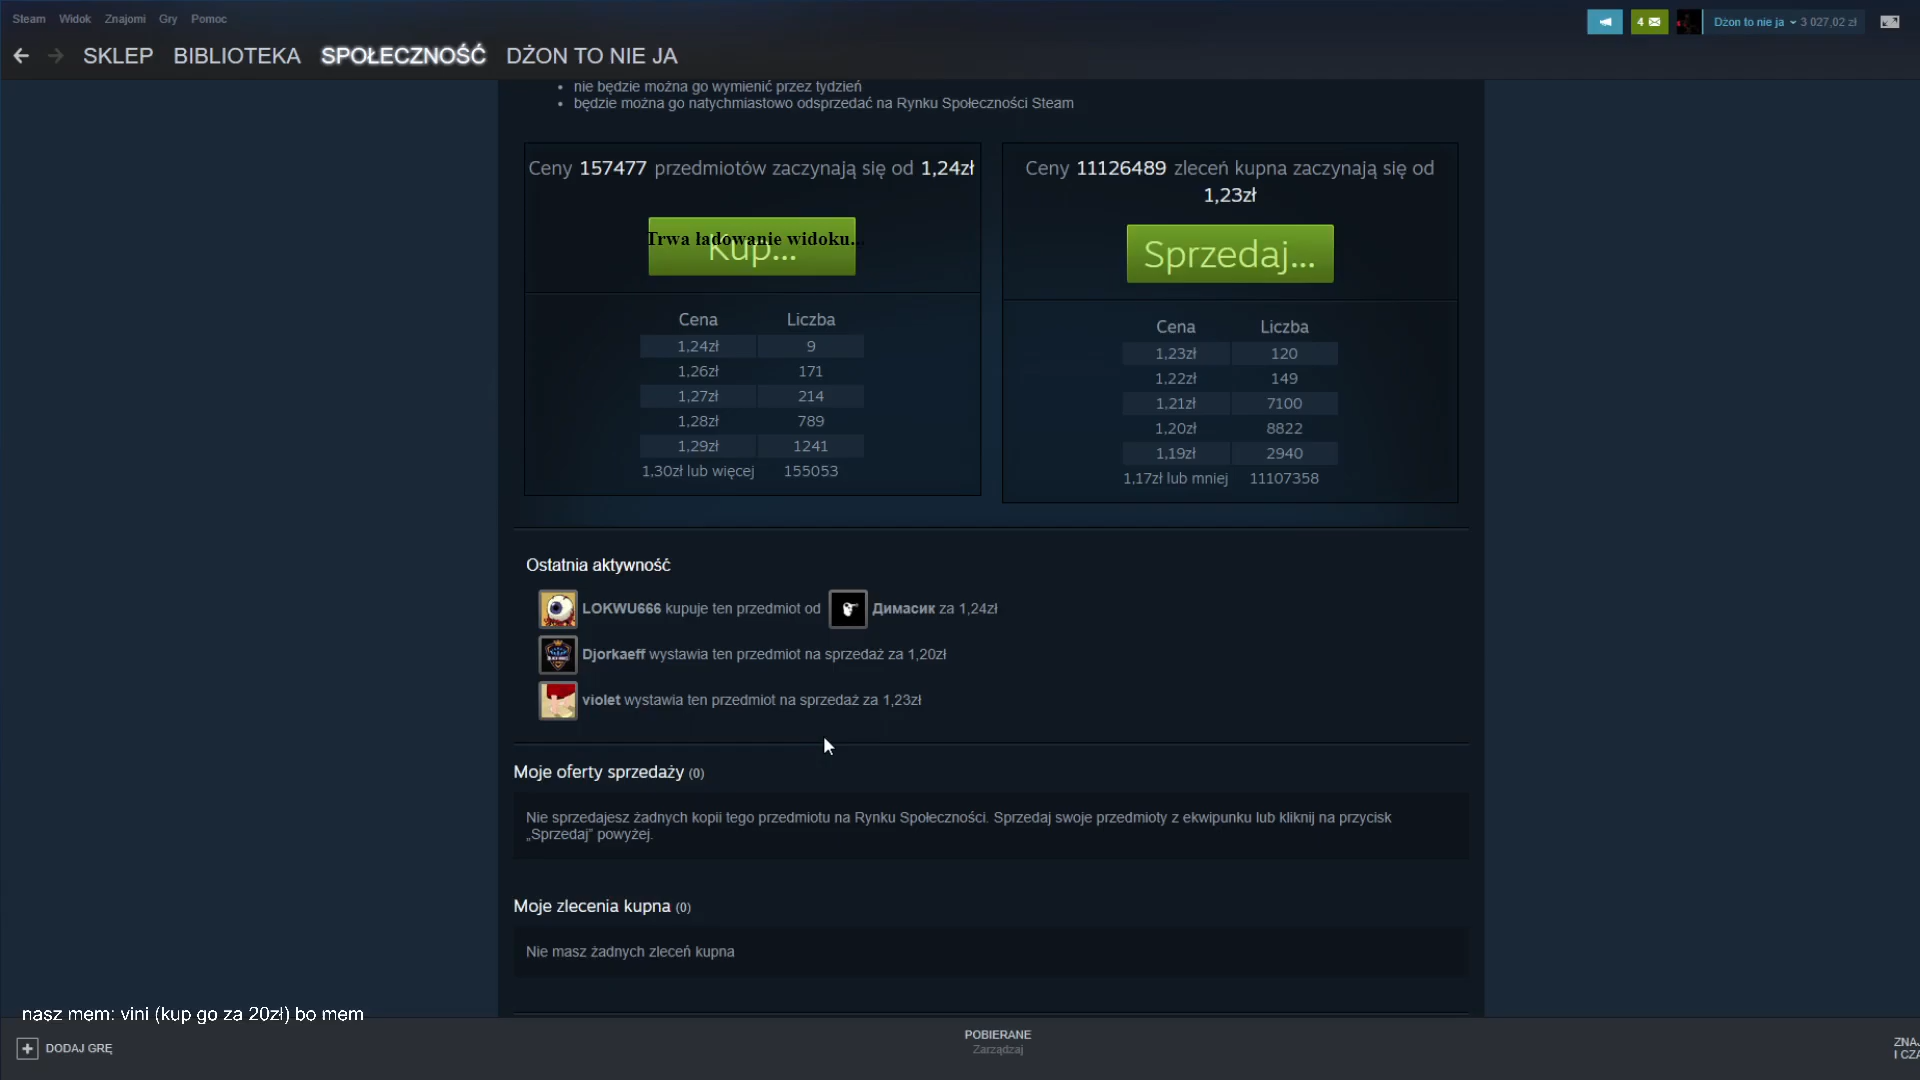 Steam Widok Znajomi Gry Pomoc
4
Dżon to nie ja 3 027,02 zł
SKLEP BIBLIOTEKA SPOŁECZNOŚĆ DŻON TO NIE JA
nie będzie można go wymienić przez tydzień
będzie można go natychmiastowo odsprzedać na Rynku Społeczności Steam
Ceny 157477 przedmiotów zaczynają się od 1,24zł
Trwa ładowanie widoku...
Kup...
Cena Liczba
1,24zł 9
1,26zł 171
1,27zł 214
1,28zł 789
1,29zł 1241
1,30zł lub więcej 155053
Ceny 11126489 zleceń kupna zaczynają się od
1,23zł
Sprzedaj...
Cena Liczba
1,23zł 120
1,22zł 149
1,21zł 7100
1,20zł 8822
1,19zł 2940
1,17zł lub mniej 11107358
Ostatnia aktywność
LOKWU666 kupuje ten przedmiot od Димасик za 1,24zł
Djorkaeff wystawia ten przedmiot na sprzedaż za 1,20zł
violet wystawia ten przedmiot na sprzedaż za 1,23zł
Moje oferty sprzedaży (0)
Nie sprzedajesz żadnych kopii tego przedmiotu na Rynku Społeczności. Sprzedaj swoje przedmioty z ekwipunku lub kliknij na przycisk
„Sprzedaj” powyżej.
Moje zlecenia kupna (0)
Nie masz żadnych zleceń kupna
nasz mem: vini (kup go za 20zł) bo mem
DODAJ GRĘ
POBIERANE
Zarządzaj
ZNAJ
I CZA